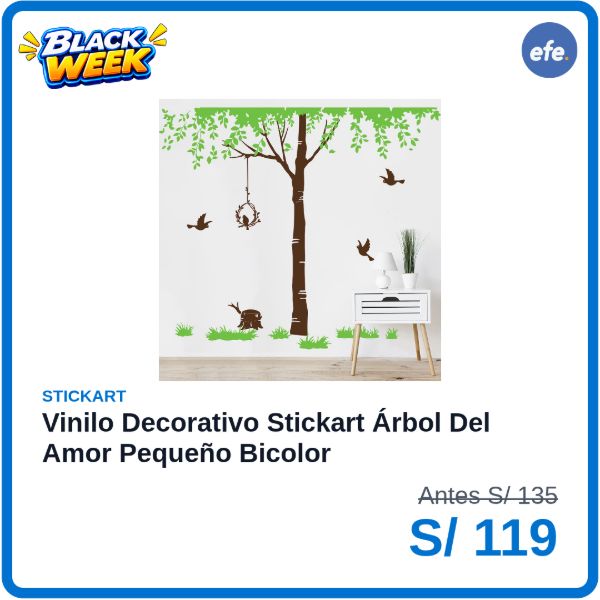 BLACK
WEEK
efe.
STICKART
Vinilo Decorativo Stickart Árbol Del
Amor Pequeño Bicolor
Antes S/ 135
S/ 119